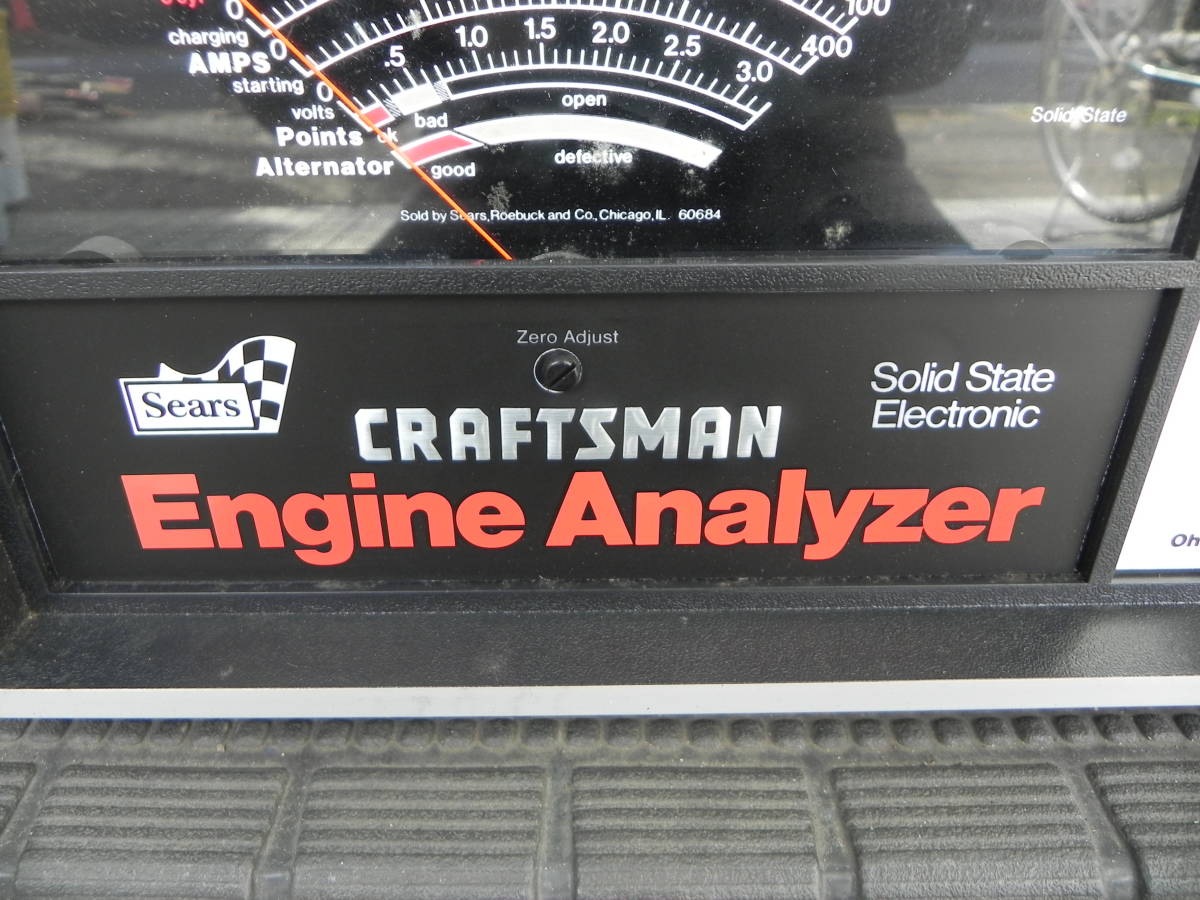 0
100
charging
AMPS
0
400
starting
0
.5
1.0
1.5
2.0
2.5
3.0
volts
Points
ok
bad
open
Alternator
good
defective
Solid State
Sold by Sears, Roebuck and Co., Chicago, IL. 60684
Zero Adjust
Sears
CRAFTSMAN
Solid State
Electronic
Engine Analyzer